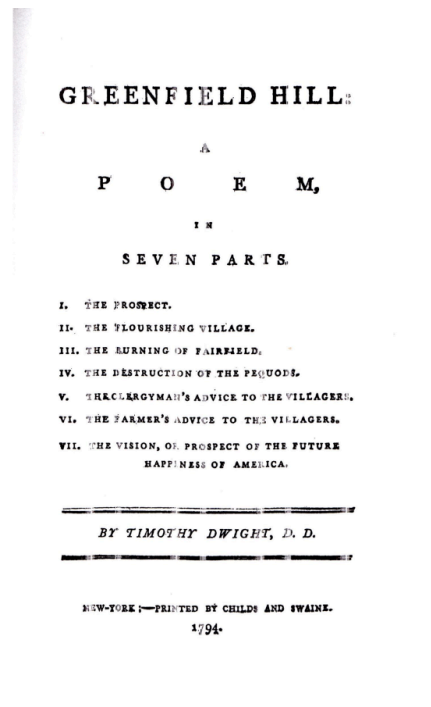 GREENFIELD HILL:
A
POEM,
IN
SEVEN PARTS.
I. THE PROSPECT.
II. THE FLOURISHING VILLAGE.
III. THE BURNING OF FAIRFIELD.
IV. THE DESTRUCTION OF THE PEQUODS.
V. THE CLERGYMAN'S ADVICE TO THE VILLAGERS.
VI. THE FARMER'S ADVICE TO THE VILLAGERS.
VII. THE VISION, OR PROSPECT OF THE FUTURE
HAPPINESS OF AMERICA.
BY TIMOTHY DWIGHT, D. D.
NEW-YORK:—PRINTED BY CHILDS AND SWAINE.
1794.